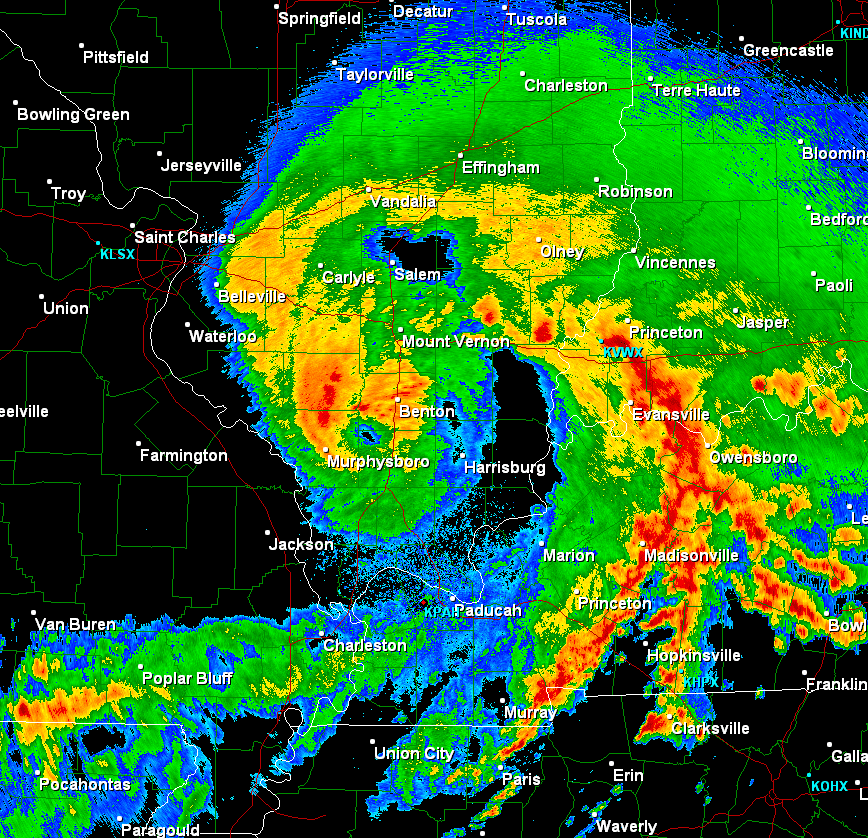 Springfield
Decatur
Tuscola
KIND
Pittsfield
Greencastle
Taylorville
Charleston
Terre Haute
Bowling Green
Jerseyville
Effingham
Bloomin
Troy
Vandalia
Robinson
Bedford
Saint Charles
KLSX
Olney
Vincennes
Carlyle
Salem
Paoli
Belleville
Union
Waterloo
Mount Vernon
Princeton
Jasper
KVWX
eelville
Benton
Evansville
Farmington
Murphysboro
Harrisburg
Owensboro
Le
Jackson
Marion
Madisonville
Van Buren
KPAH
Paducah
Princeton
Bowl
Charleston
Hopkinsville
Poplar Bluff
KHPX
Franklin
Murray
Clarksville
Union City
Galla
Pocahontas
Paris
Erin
KOHX
L
Paragould
Waverly